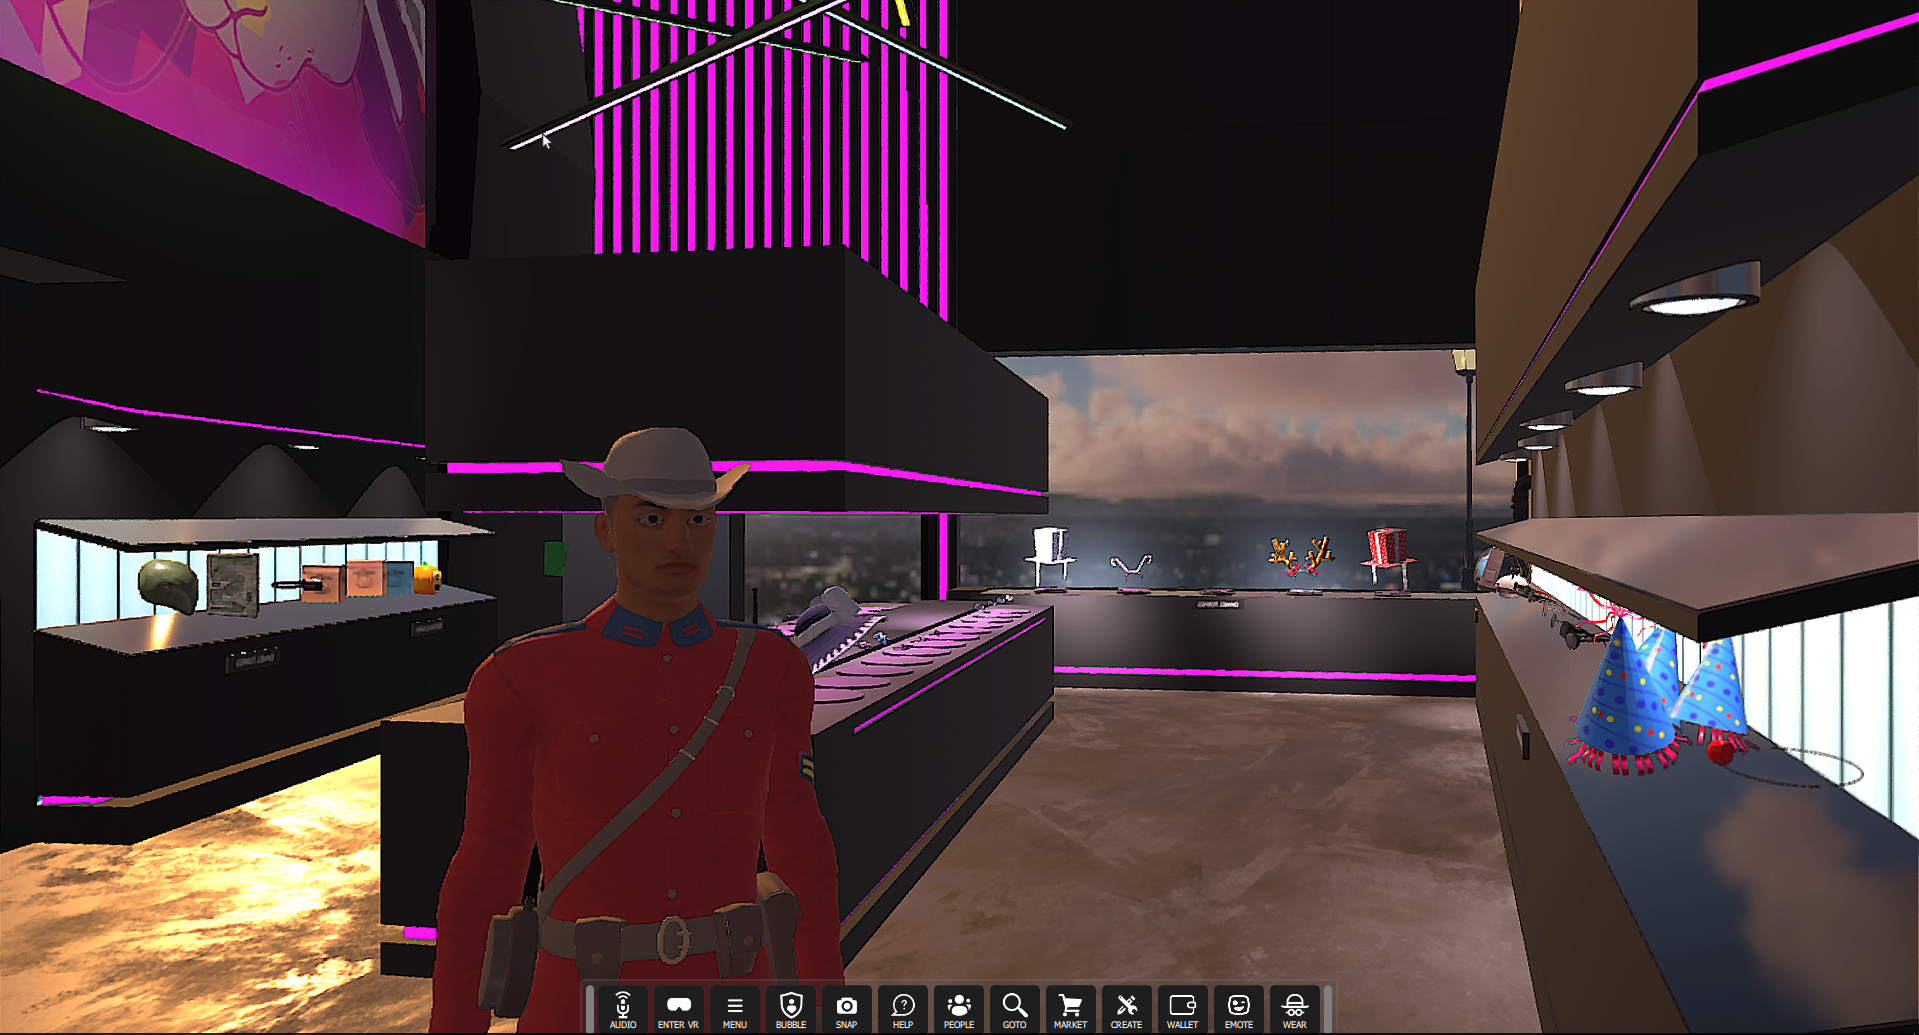 AUDIO
ENTER VR
MENU
BUBBLE
SNAP
HELP
PEOPLE
GOTO
MARKET
CREATE
WALLET
EMOTE
WEAR